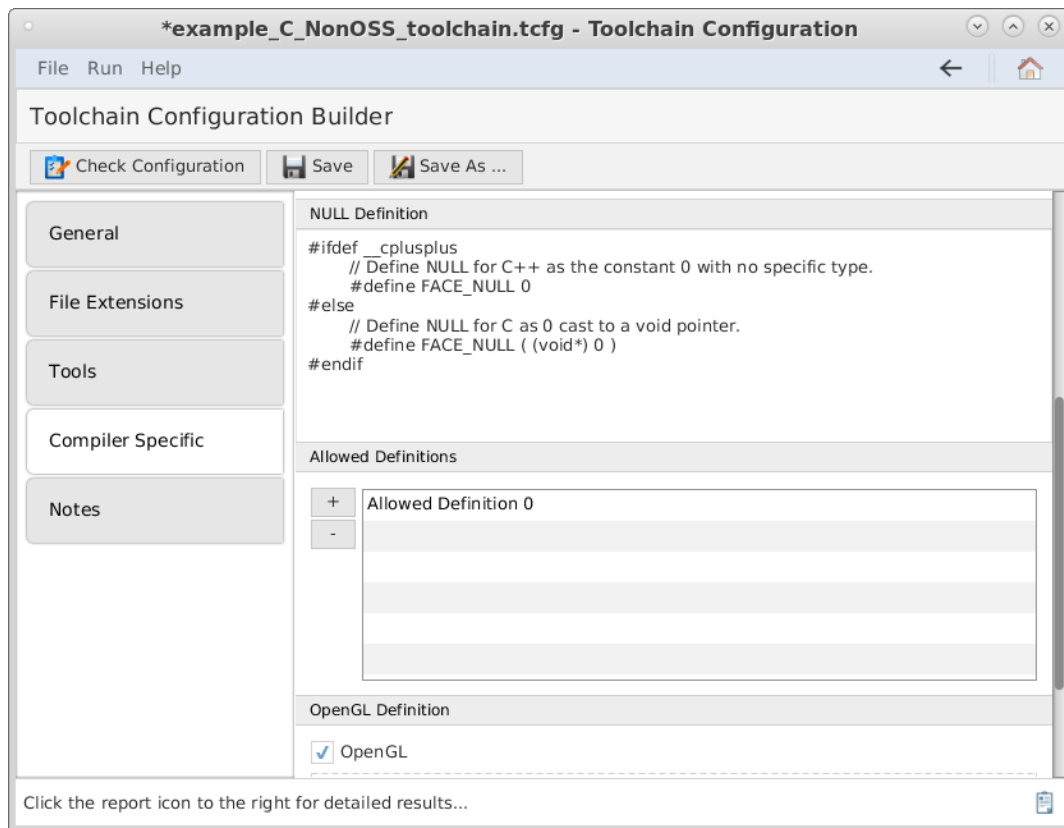 *example_C_NonOSS_toolchain.tcfg - Toolchain Configuration
File Run Help
Toolchain Configuration Builder
Check Configuration Save Save As ...
General
File Extensions
Tools
Compiler Specific
Notes
NULL Definition
#ifdef __cplusplus
// Define NULL for C++ as the constant 0 with no specific type.
#define FACE_NULL 0
#else
// Define NULL for C as 0 cast to a void pointer.
#define FACE_NULL ( (void*) 0 )
#endif
Allowed Definitions
+ Allowed Definition 0
-
OpenGL Definition
OpenGL
Click the report icon to the right for detailed results...